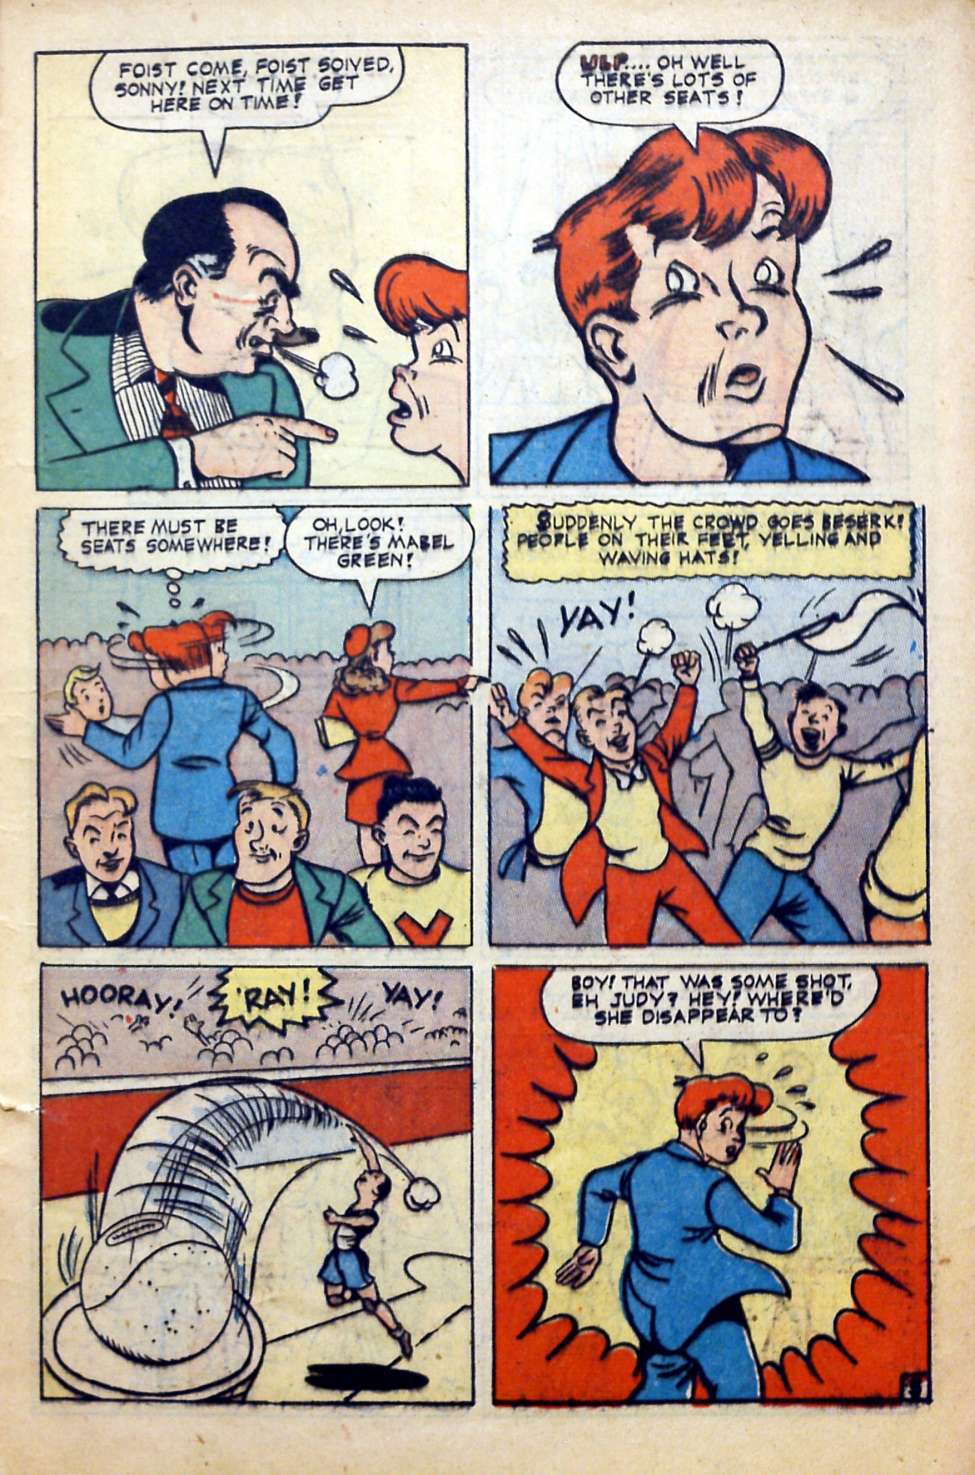 FOIST COME, FOIST SOIVED,
SONNY! NEXT TIME GET
HERE ON TIME!
ULP.... OH WELL
THERE'S LOTS OF
OTHER SEATS!
THERE MUST BE
SEATS SOMEWHERE!
OH, LOOK!
THERE'S MABEL
GREEN!
SUDDENLY THE CROWD GOES BESERK!
PEOPLE ON THEIR FEET, YELLING AND
WAVING HATS!
YAY!
HOORAY!
'RAY!
YAY!
BOY! THAT WAS SOME SHOT,
EH JUDY? HEY! WHERE'D
SHE DISAPPEAR TO?